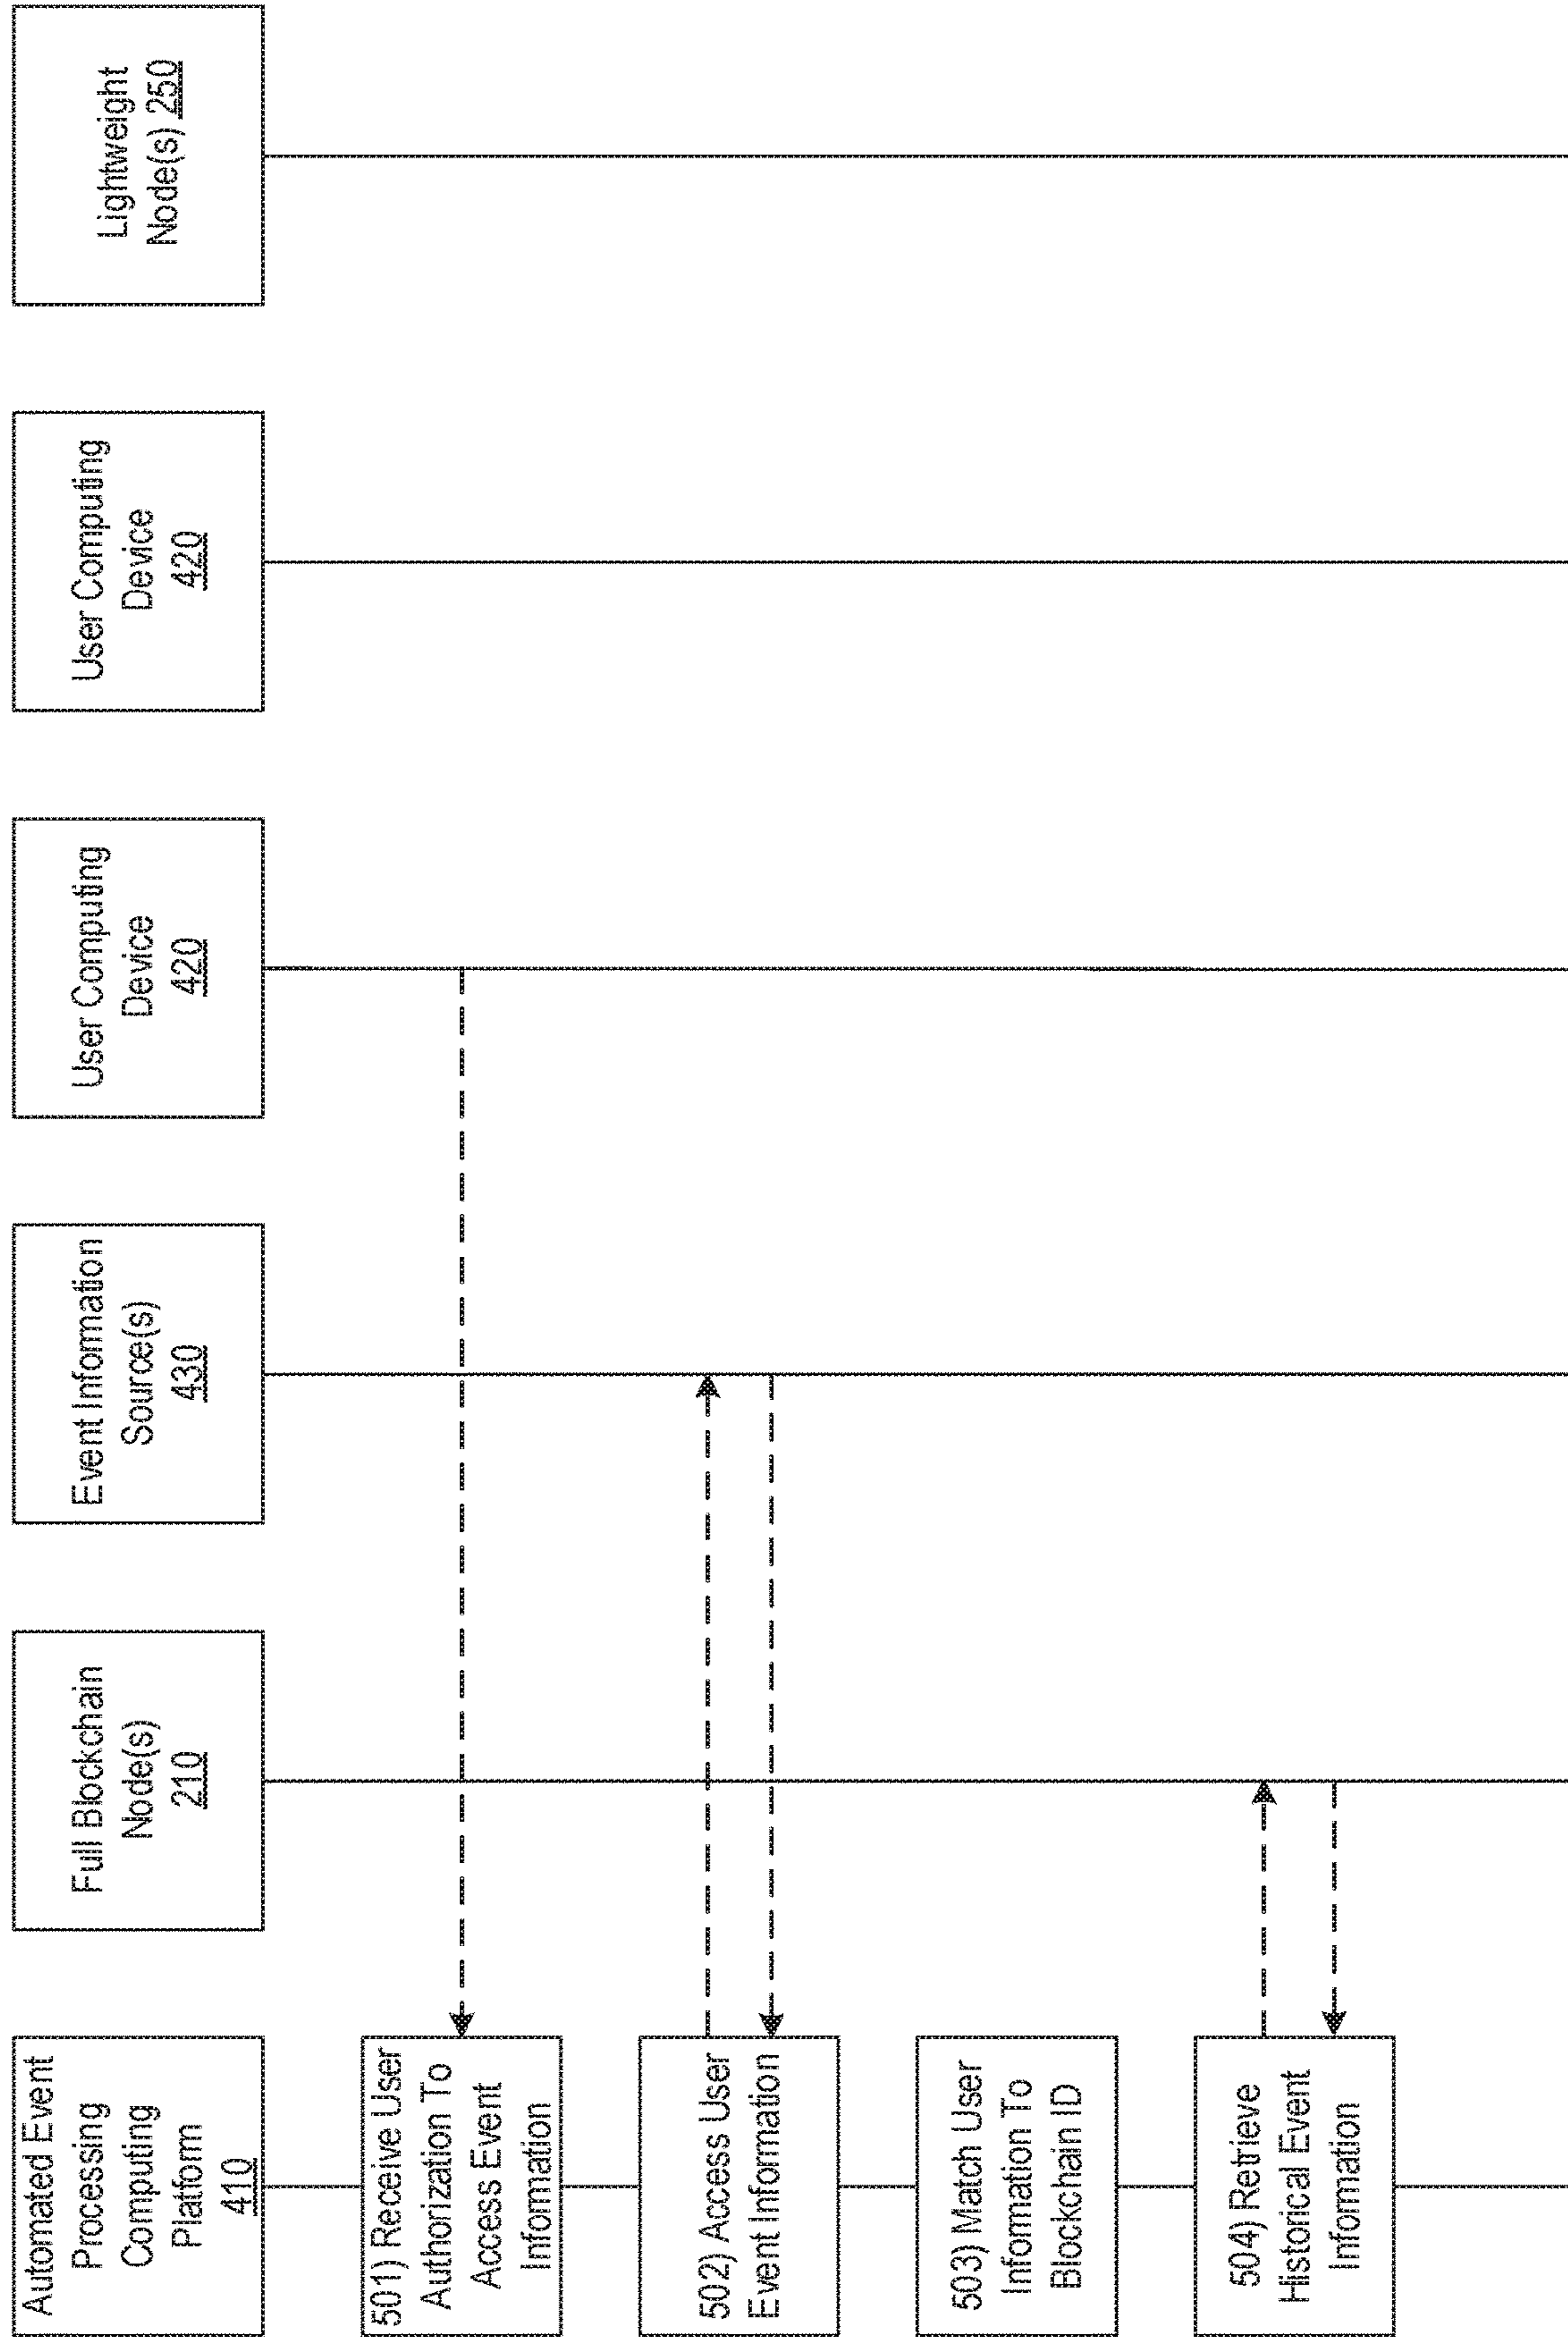 Automated Event
Processing
Computing
Platform
410
Full Blockchain
Node(s)
210
Event Information
Source(s)
430
User Computing
Device
420
User Computing
Device
420
Lightweight
Node(s) 250
501) Receive User
Authorization To
Access Event
Information
502) Access User
Event Information
503) Match User
Information To
Blockchain ID
504) Retrieve
Historical Event
Information